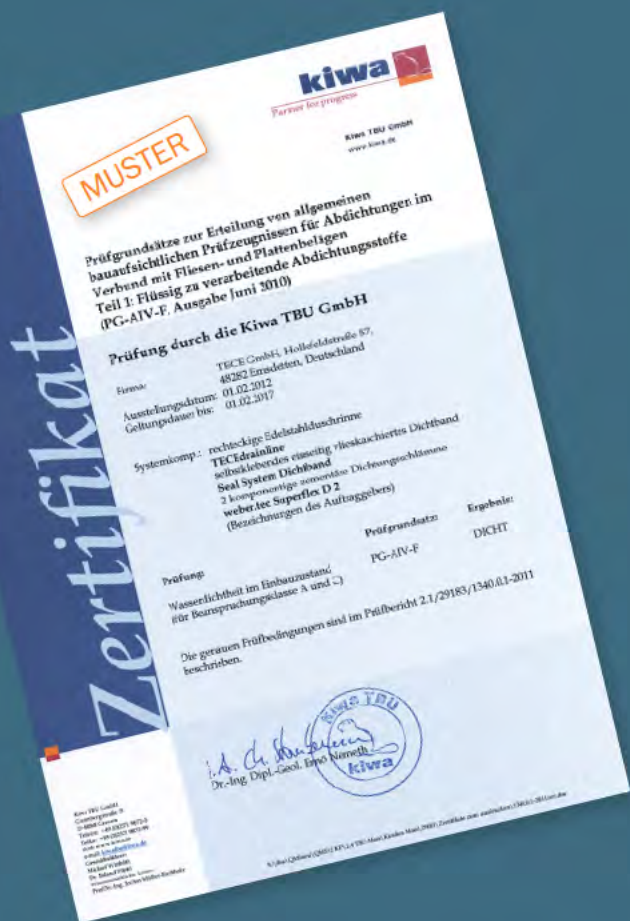 kiwa
Partner for progress
Kiwa TBU GmbH
www.kiwa.de
MUSTER
Zertifikat
Prüfgrundsätze zur Erteilung von allgemeinen
bauaufsichtlichen Prüfzeugnissen für Abdichtungen im
Verbund mit Fliesen- und Plattenbelägen
Teil 1: Flüssig zu verarbeitende Abdichtungsstoffe
(PG-AIV-F, Ausgabe Juni 2010)
Prüfung durch die Kiwa TBU GmbH
Firma: TECE GmbH, Hollefeldstraße 57,
48282 Emsdetten, Deutschland
Ausstellungsdatum: 01.02.2012
Geltungsdauer bis: 01.02.2017
Systemkomp.: rechteckige Edelstahlduschrinne
TECEdrainline
selbstklebendes einseitig vlieskaschiertes Dichtband
Seal System Dichtband
2 komponentige zementäse Dichtungsschlämme
weber.tec Superflex D 2
(Bezeichnungen des Auftraggebers)
Prüfung: Prüfgrundsatz: Ergebnis:
Wasserdichtheit im Einbauzustand PG-AIV-F DICHT
(für Beanspruchungsklasse A und C)
Die genauen Prüfbedingungen sind im Prüfbericht 2.1/29183/1340.0.1-2011
beschrieben.
Kiwa TBU
kiwa
Dr.-Ing. Dipl.-Geol. Ernö Németh
Kiwa TBU GmbH